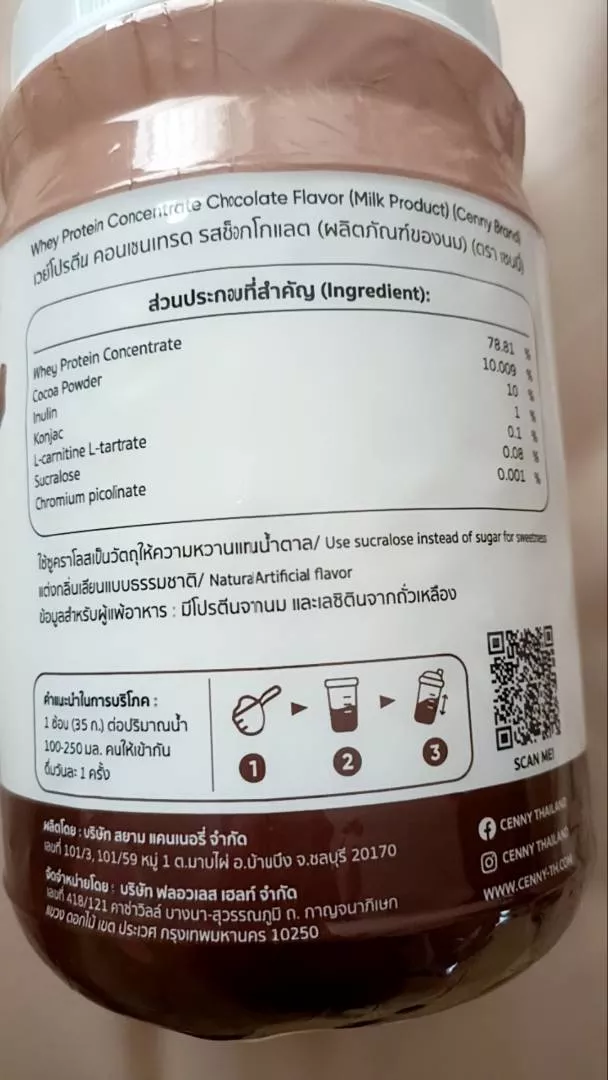 Whey Protein Concentrate Chocolate Flavor (Milk Product) (Cenny Brand)
เวย์โปรตีน คอนเซนเทรต รสช็อกโกแลต (ผลิตภัณฑ์ของนม) (ตรา เซนนี่)
ส่วนประกอบที่สำคัญ (Ingredient):
Whey Protein Concentrate 78.81 %
Cocoa Powder 10.009 %
Inulin 10 %
Konjac 1 %
L-carnitine L-tartrate 0.1 %
Sucralose 0.08 %
Chromium picolinate 0.001 %
ใช้ซูคราโลสเป็นวัตถุให้ความหวานแทนน้ำตาล/ Use sucralose instead of sugar for sweetness
แต่งกลิ่นเลียนแบบธรรมชาติ/ Natural Artificial flavor
ข้อมูลสำหรับผู้แพ้อาหาร : มีโปรตีนจากนม และเลซิตินจากถั่วเหลือง
คำแนะนำในการบริโภค :
1 ช้อน (35 ก.) ต่อปริมาณน้ำ
100-250 มล. คนให้เข้ากัน
ดื่มวันละ 1 ครั้ง
1 2 3
SCAN ME!
ผลิตโดย : บริษัท สยาม แคนเนอรี่ จำกัด
เลขที่ 101/3, 101/59 หมู่ 1 ต.มาบไผ่ อ.บ้านบึง จ.ชลบุรี 20170
จัดจำหน่ายโดย : บริษัท ฟลอวเลส เฮลท์ จำกัด
เลขที่ 418/121 คาซ่าวิลล์ บางนา-สุวรรณภูมิ ถ. กาญจนาภิเษก
แขวง ดอกไม้ เขต ประเวศ กรุงเทพมหานคร 10250
CENNY THAILAND
CENNY THAILAND
WWW.CENNY-TH.COM